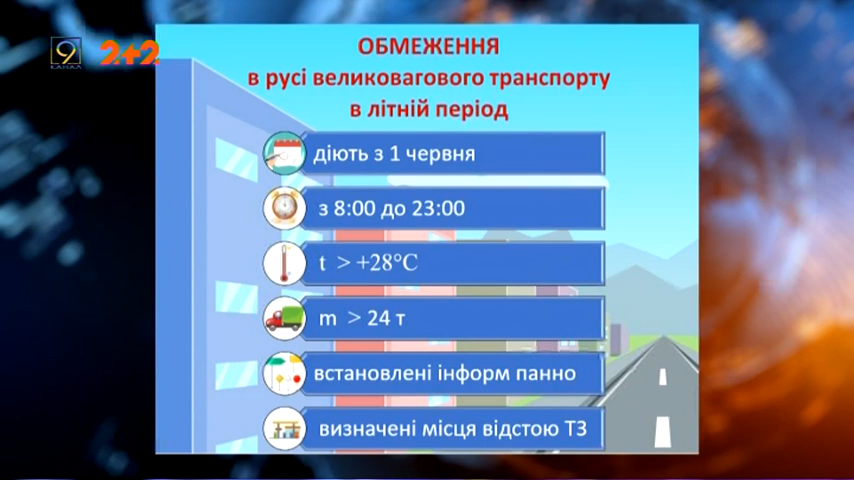 9
КАНАЛ
2+2
ОБМЕЖЕННЯ
в русі великовагового транспорту
в літній період
діють з 1 червня
з 8:00 до 23:00
t > +28°C
m > 24 т
встановлені інформ панно
визначені місця відстою ТЗ